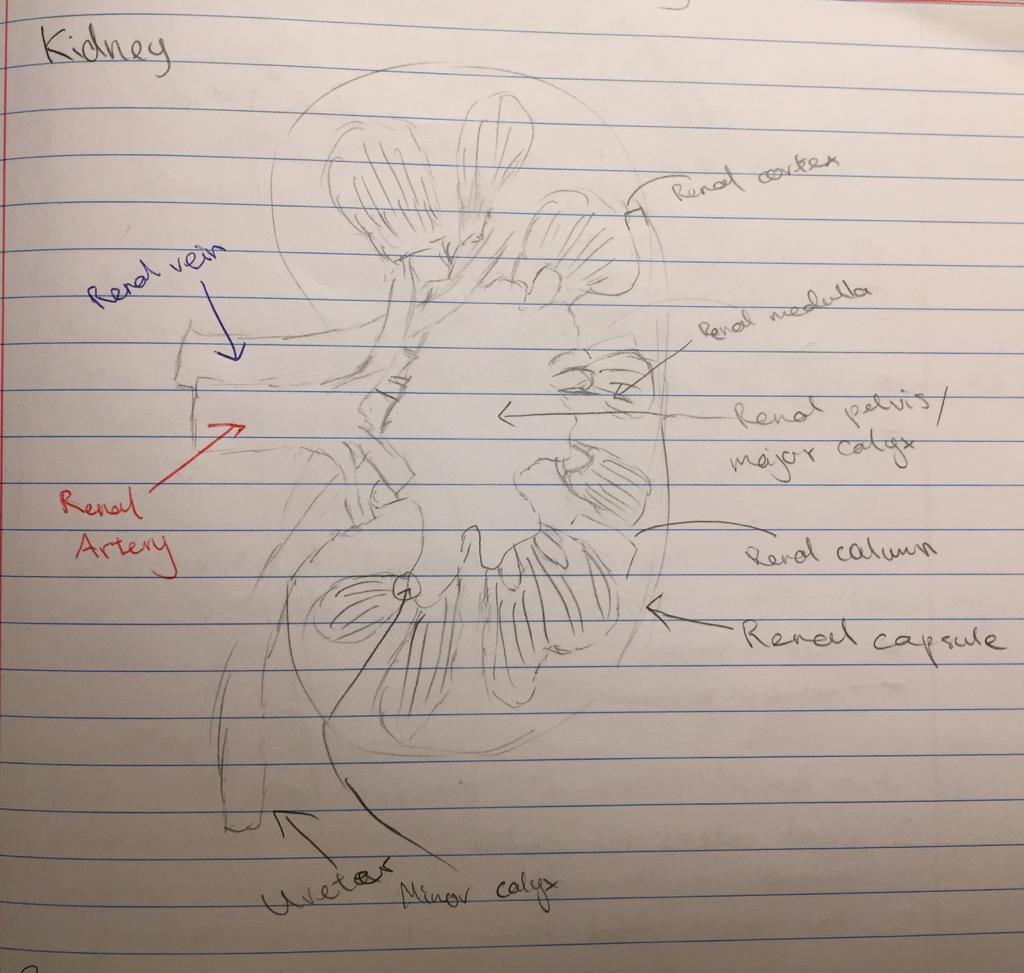 Kidney
Renal cortex
Renal vein
Renal medulla
Renal pelvis/
major calyx
Renal
Artery
Renal column
Renal capsule
Ureter
Minor calyx